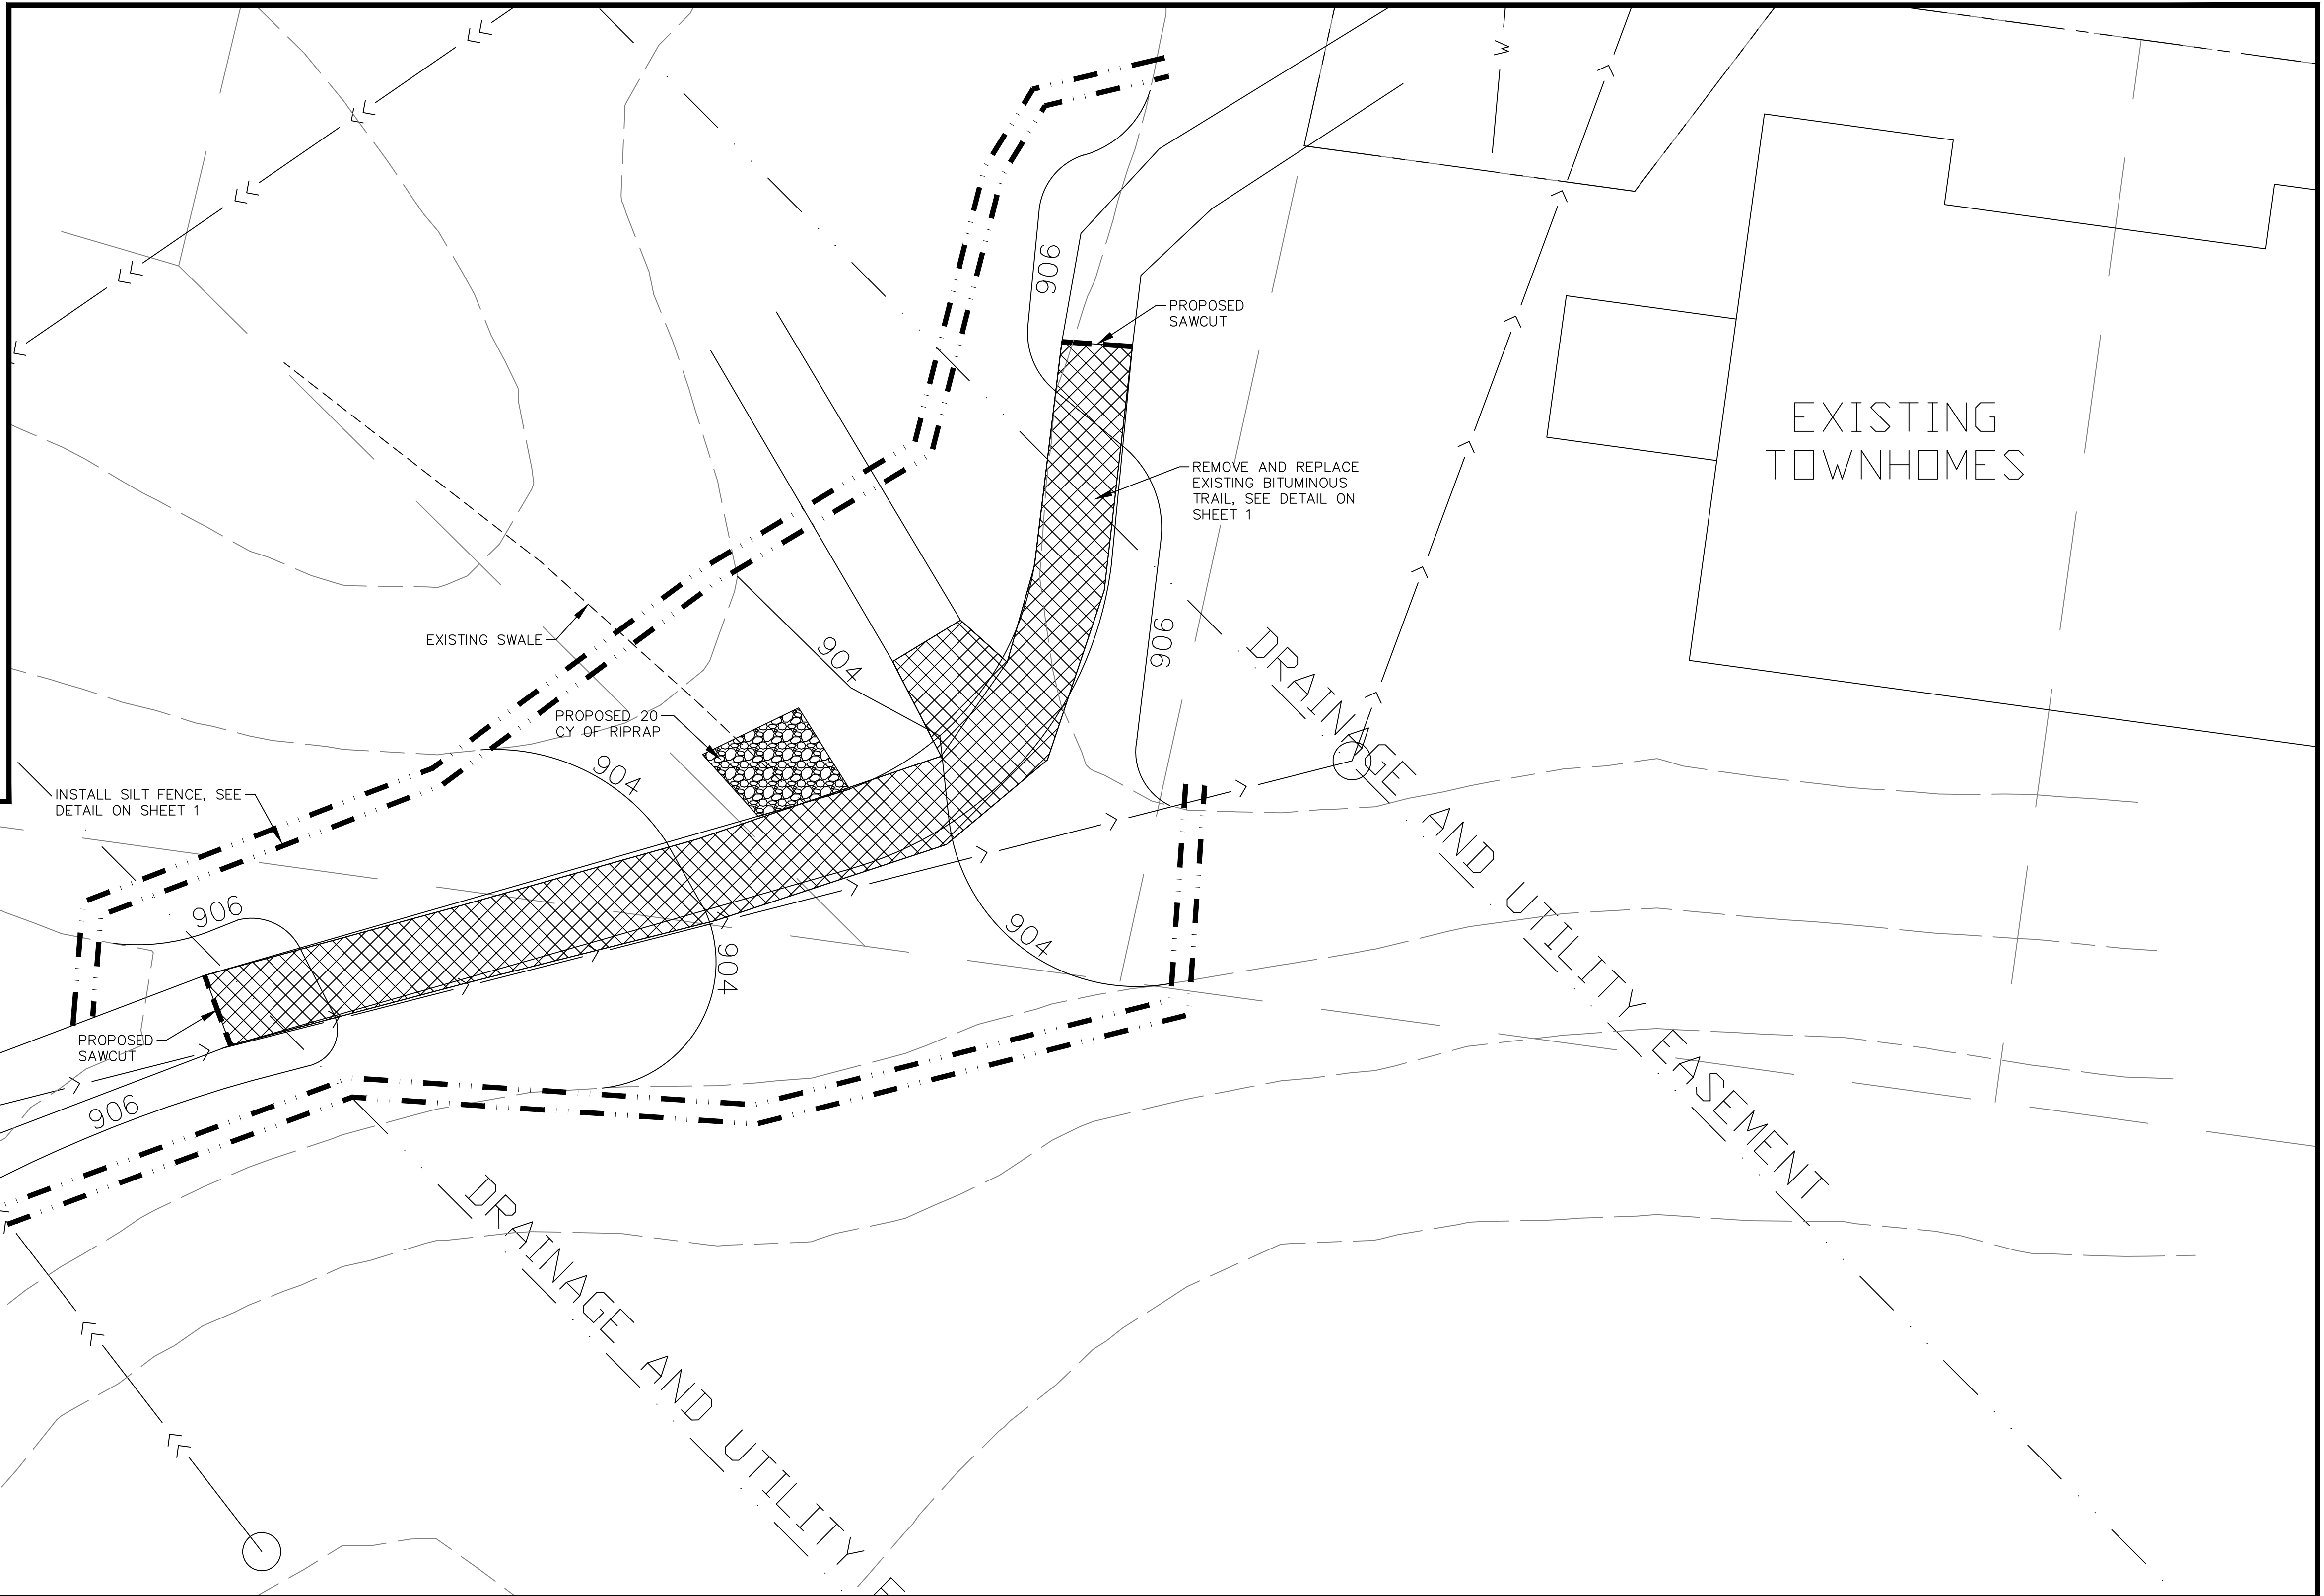 W
906
PROPOSED
SAWCUT
EXISTING
TOWNHOMES
REMOVE AND REPLACE
EXISTING BITUMINOUS
TRAIL, SEE DETAIL ON
SHEET 1
EXISTING SWALE
904
906
DRAINAGE AND UTILITY EASEMENT
PROPOSED 20
CY OF RIPRAP
904
INSTALL SILT FENCE, SEE
DETAIL ON SHEET 1
906
904
904
PROPOSED
SAWCUT
906
DRAINAGE AND UTILITY E